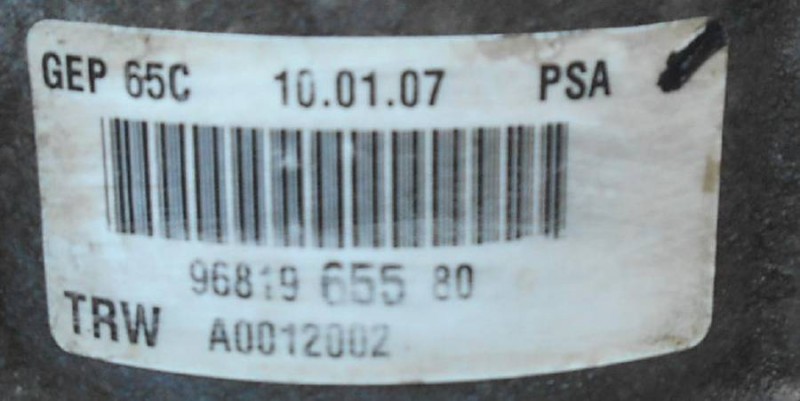 GEP 65C 10.01.07 PSA
96819 655 80
TRW A0012002